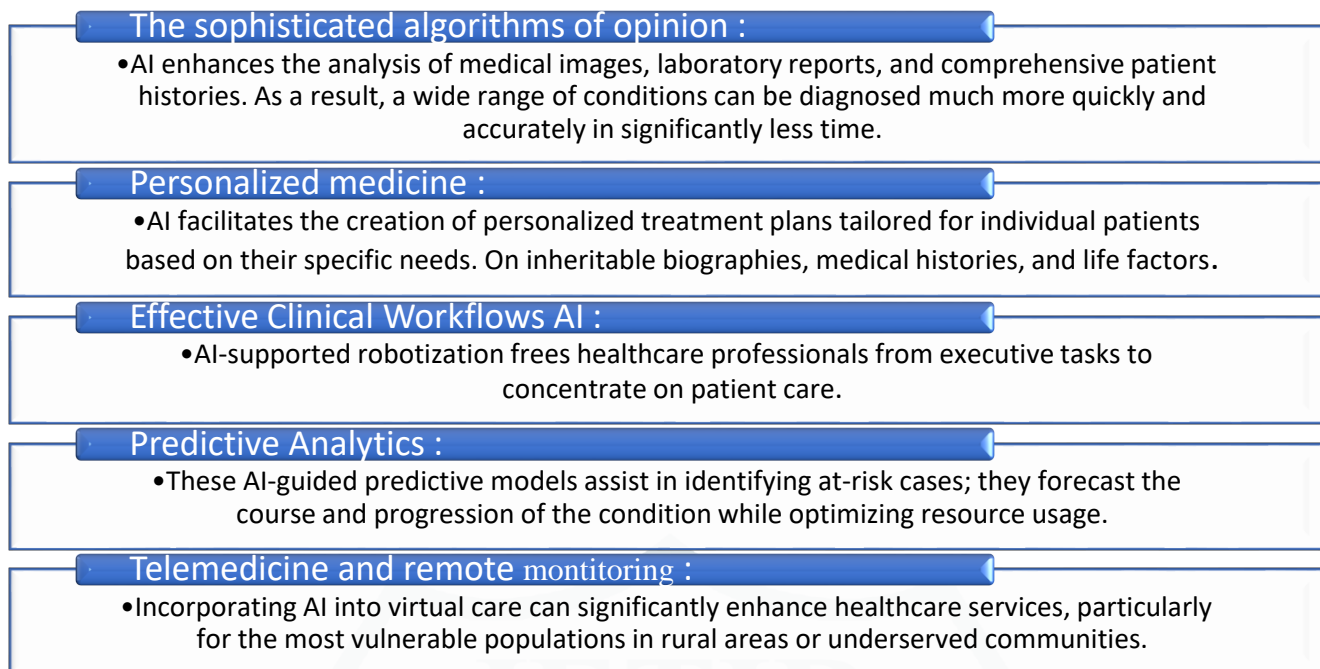 The sophisticated algorithms of opinion :
•AI enhances the analysis of medical images, laboratory reports, and comprehensive patient
histories. As a result, a wide range of conditions can be diagnosed much more quickly and
accurately in significantly less time.
Personalized medicine :
•AI facilitates the creation of personalized treatment plans tailored for individual patients
based on their specific needs. On inheritable biographies, medical histories, and life factors.
Effective Clinical Workflows AI :
•AI-supported robotization frees healthcare professionals from executive tasks to
concentrate on patient care.
Predictive Analytics :
•These AI-guided predictive models assist in identifying at-risk cases; they forecast the
course and progression of the condition while optimizing resource usage.
Telemedicine and remote montitoring :
•Incorporating AI into virtual care can significantly enhance healthcare services, particularly
for the most vulnerable populations in rural areas or underserved communities.